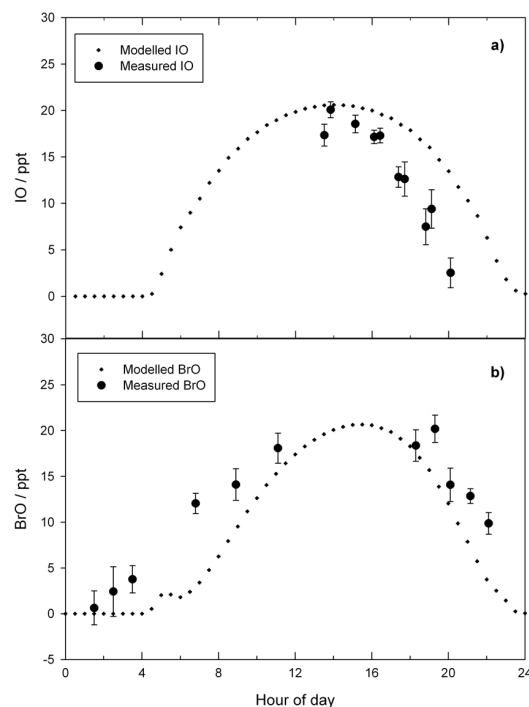 30
Modelled IO
a)
Measured IO
25
20
15
10
5
0
IO / ppt
30
Modelled BrO
b)
Measured BrO
25
20
15
10
5
0
-5
BrO / ppt
0 4 8 12 16 20 24
Hour of day